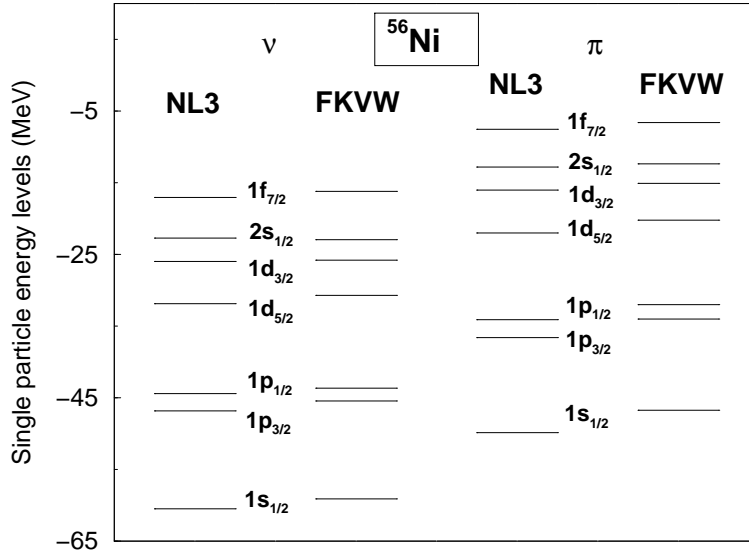 ⁵⁶Ni
ν
π
NL3
FKVW
NL3
FKVW
Single particle energy levels (MeV)
−5
−25
−45
−65
1f₇/₂
2s₁/₂
1d₃/₂
1d₅/₂
1p₁/₂
1p₃/₂
1s₁/₂
1f₇/₂
2s₁/₂
1d₃/₂
1d₅/₂
1p₁/₂
1p₃/₂
1s₁/₂